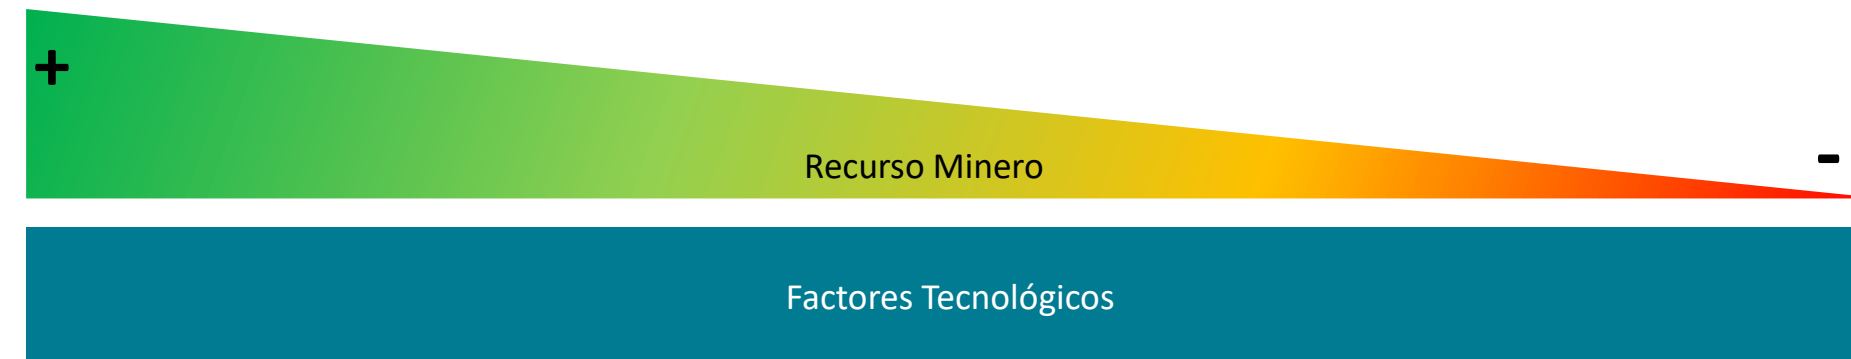 +
Recurso Minero
-
Factores Tecnológicos